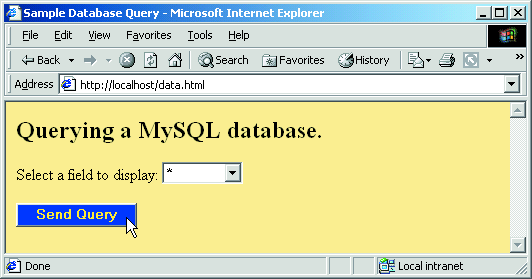 Sample Database Query - Microsoft Internet Explorer
File Edit View Favorites Tools Help
Back Search Favorites History
Address http://localhost/data.html
Querying a MySQL database.
Select a field to display: *
Send Query
Done Local intranet